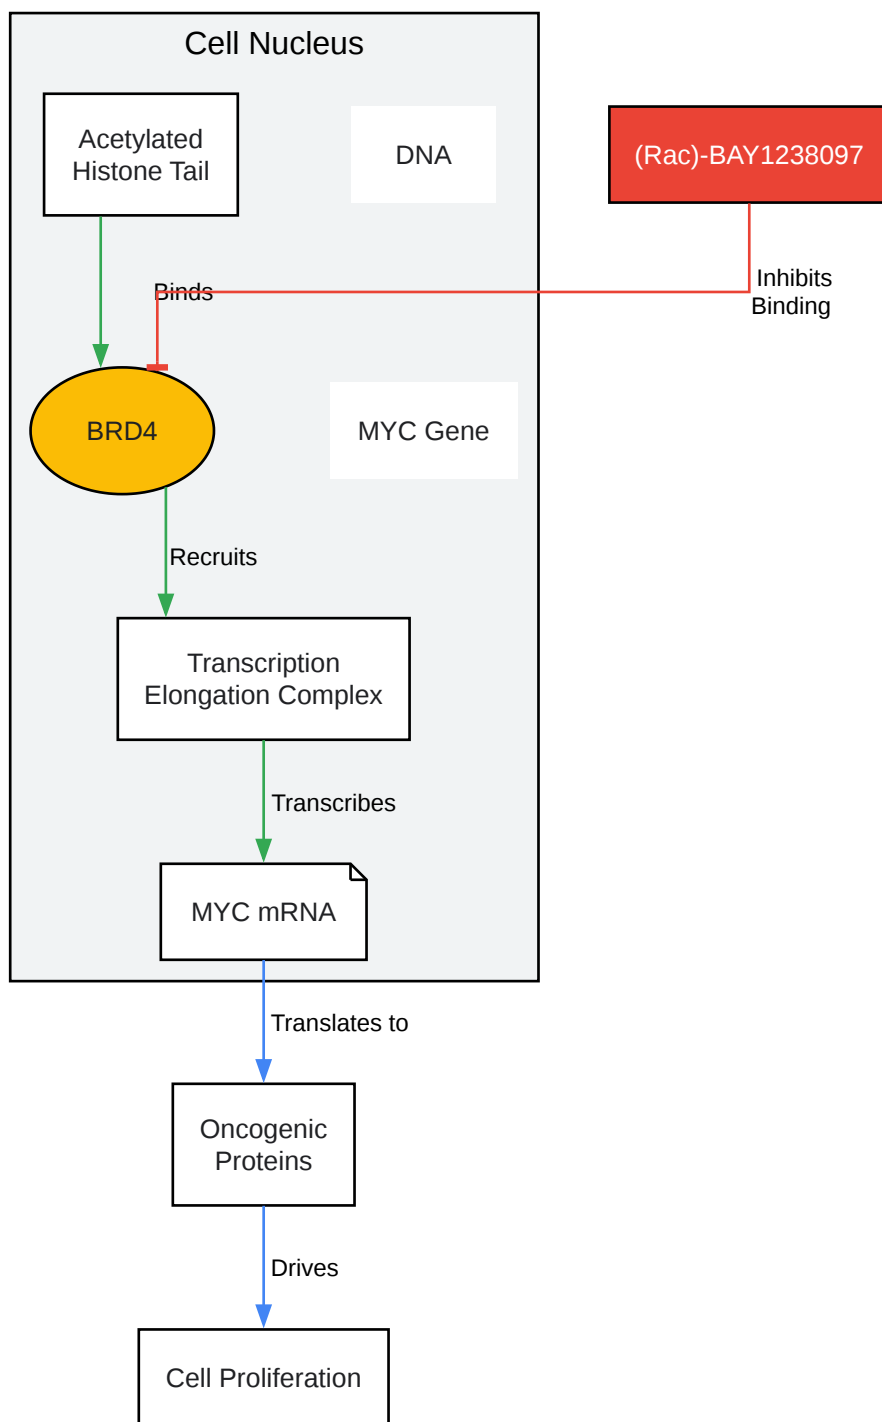 Cell Nucleus
Acetylated
Histone Tail
DNA
(Rac)-BAY1238097
Binds
Inhibits
Binding
BRD4
MYC Gene
Recruits
Transcription
Elongation Complex
Transcribes
MYC mRNA
Translates to
Oncogenic
Proteins
Drives
Cell Proliferation